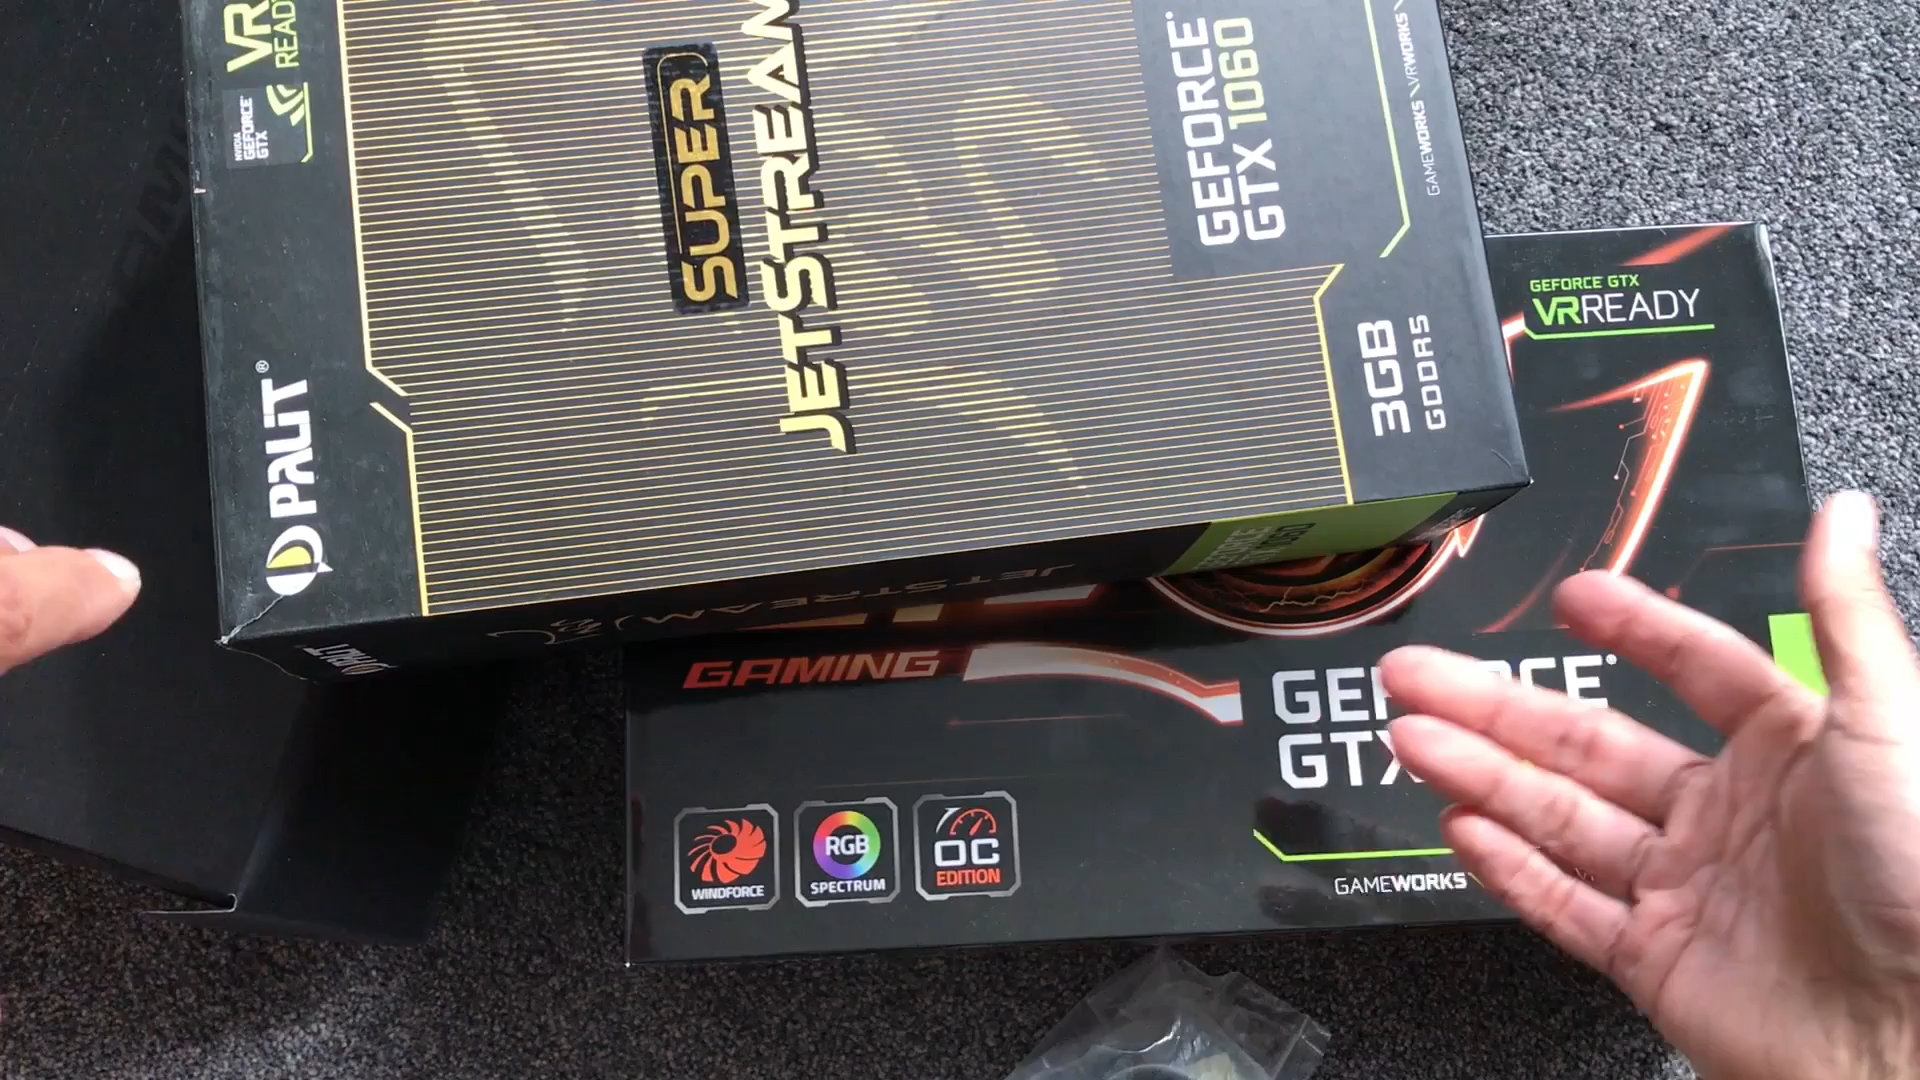 VR
READY
NVIDIA
GEFORCE
GTX
PALIT®
SUPER
JETSTREAM
GEFORCE®
GTX 1060
GAMEWORKS VRWORKS
3GB
GDDR5
PALIT
JETSTREAM
GEFORCE GTX
VRREADY
GAMING
GTX
WINDFORCE
RGB
SPECTRUM
OC
EDITION
GAMEWORKS